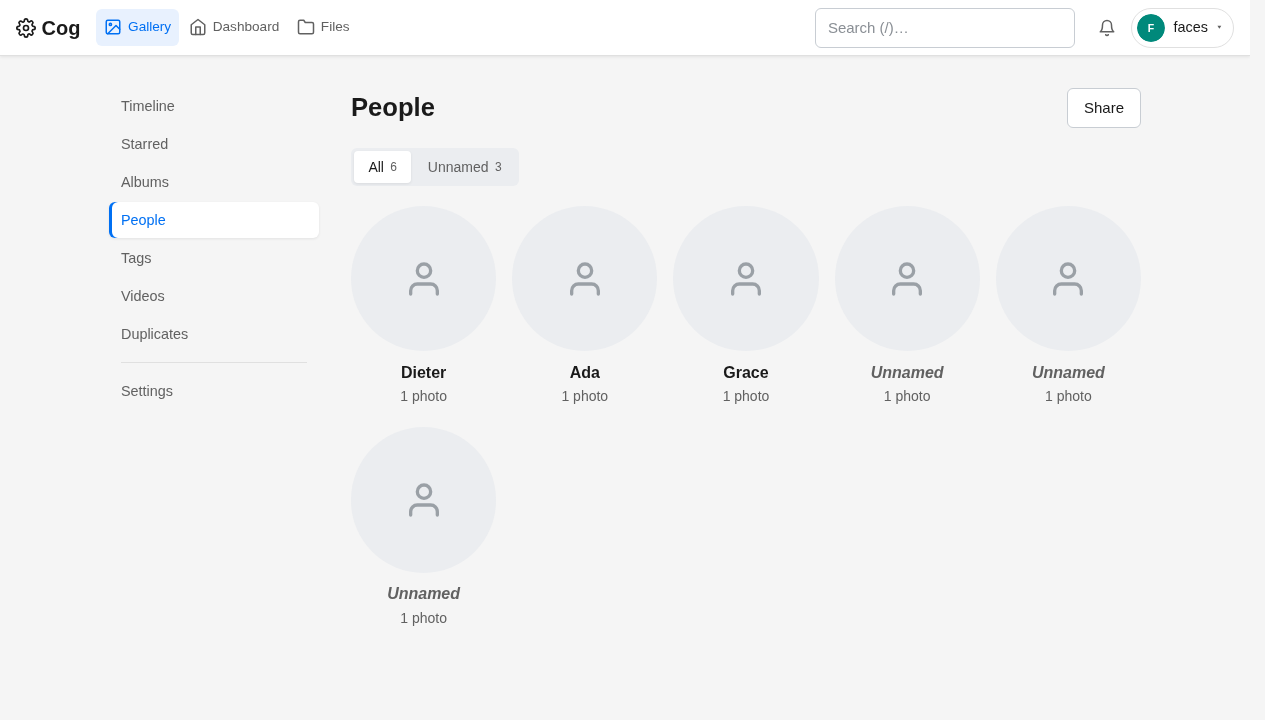 Cog
Gallery
Dashboard
Files
Search (/)…
F
faces
Timeline
Starred
Albums
People
Tags
Videos
Duplicates
Settings
People
Share
All 6
Unnamed 3
Dieter
1 photo
Ada
1 photo
Grace
1 photo
Unnamed
1 photo
Unnamed
1 photo
Unnamed
1 photo